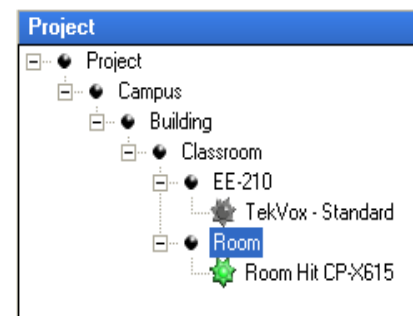 Project
Project
Campus
Building
Classroom
EE-210
TekVox - Standard
Room
Room Hit CP-X615